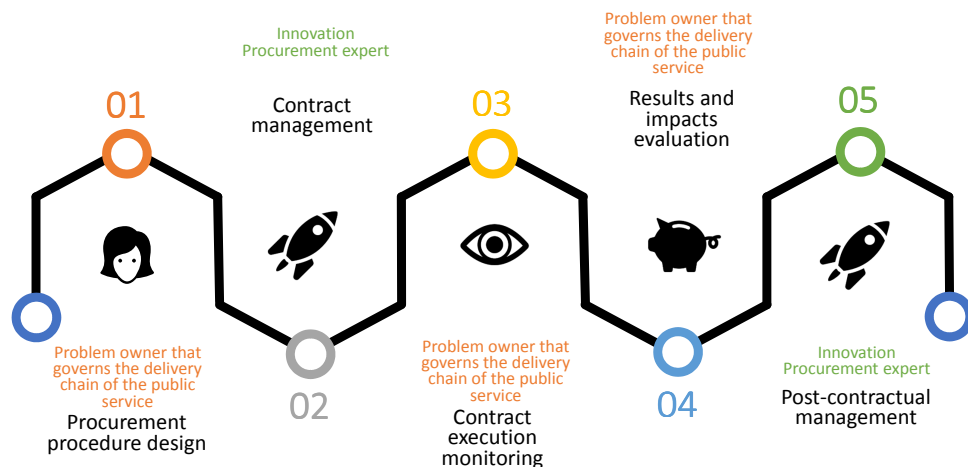 01
Problem owner that
governs the delivery
chain of the public
service
Procurement
procedure design
Innovation
Procurement expert
Contract
management
02
03
Problem owner that
governs the delivery
chain of the public
service
Contract
execution
monitoring
Problem owner that
governs the delivery
chain of the public
service
Results and
impacts
evaluation
04
05
Innovation
Procurement expert
Post-contractual
management